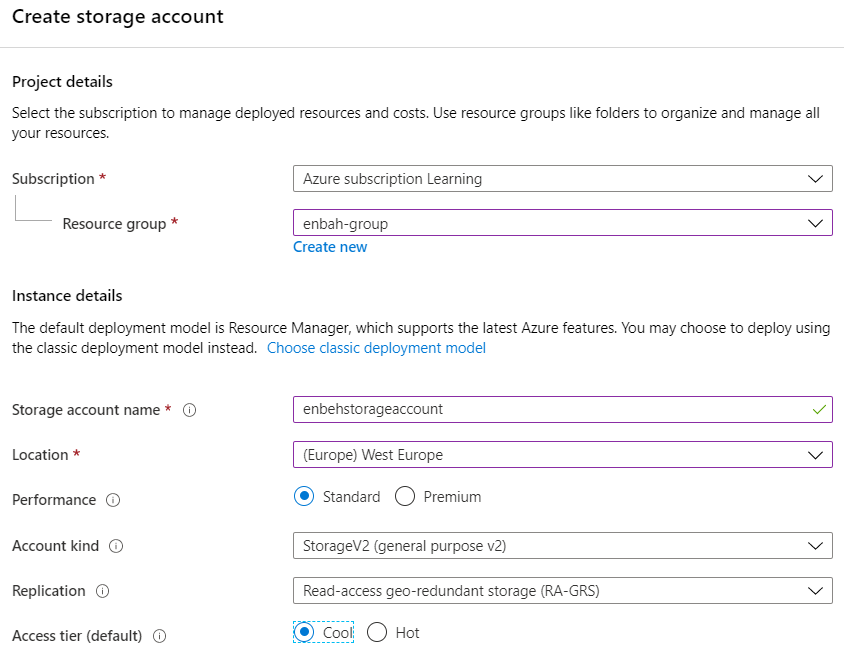 Create storage account
Project details
Select the subscription to manage deployed resources and costs. Use resource groups like folders to organize and manage all
your resources.
Subscription *
Azure subscription Learning
Resource group *
enbah-group
Create new
Instance details
The default deployment model is Resource Manager, which supports the latest Azure features. You may choose to deploy using
the classic deployment model instead. Choose classic deployment model
Storage account name *
enbehstorageaccount
Location *
(Europe) West Europe
Performance
Standard Premium
Account kind
StorageV2 (general purpose v2)
Replication
Read-access geo-redundant storage (RA-GRS)
Access tier (default)
Cool Hot